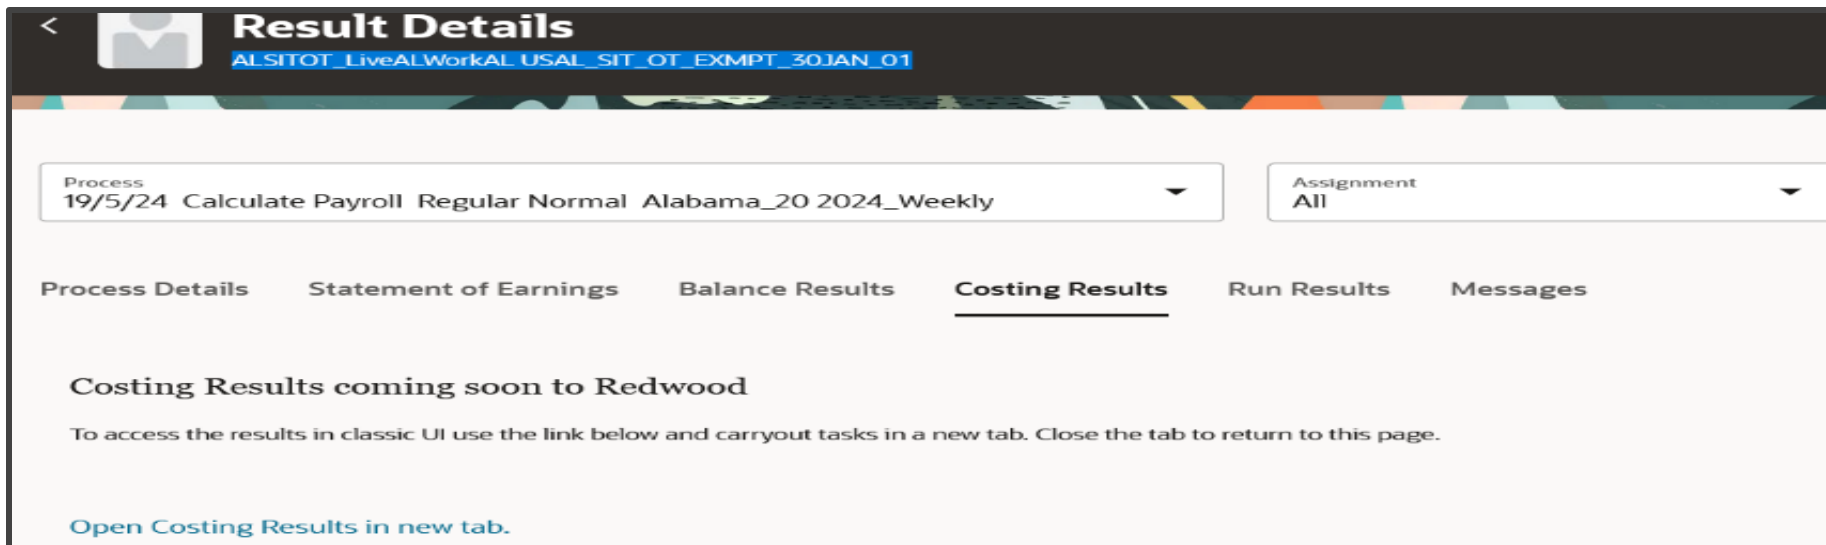 Result Details
ALSITOT_LiveALWorkAL USAL_SIT_OT_EXMPT_30JAN_01
Process
19/5/24 Calculate Payroll Regular Normal Alabama_20 2024_Weekly
Assignment
All
Process Details Statement of Earnings Balance Results Costing Results Run Results Messages
Costing Results coming soon to Redwood
To access the results in classic UI use the link below and carryout tasks in a new tab. Close the tab to return to this page.
Open Costing Results in new tab.